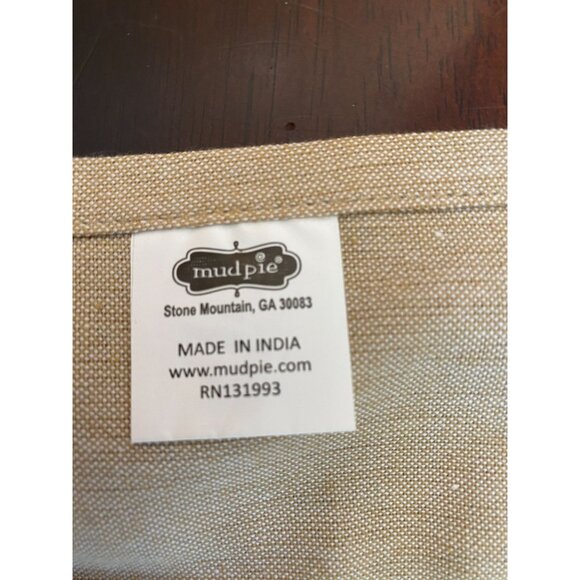 mudpie
Stone Mountain, GA 30083
MADE IN INDIA
www.mudpie.com
RN131993